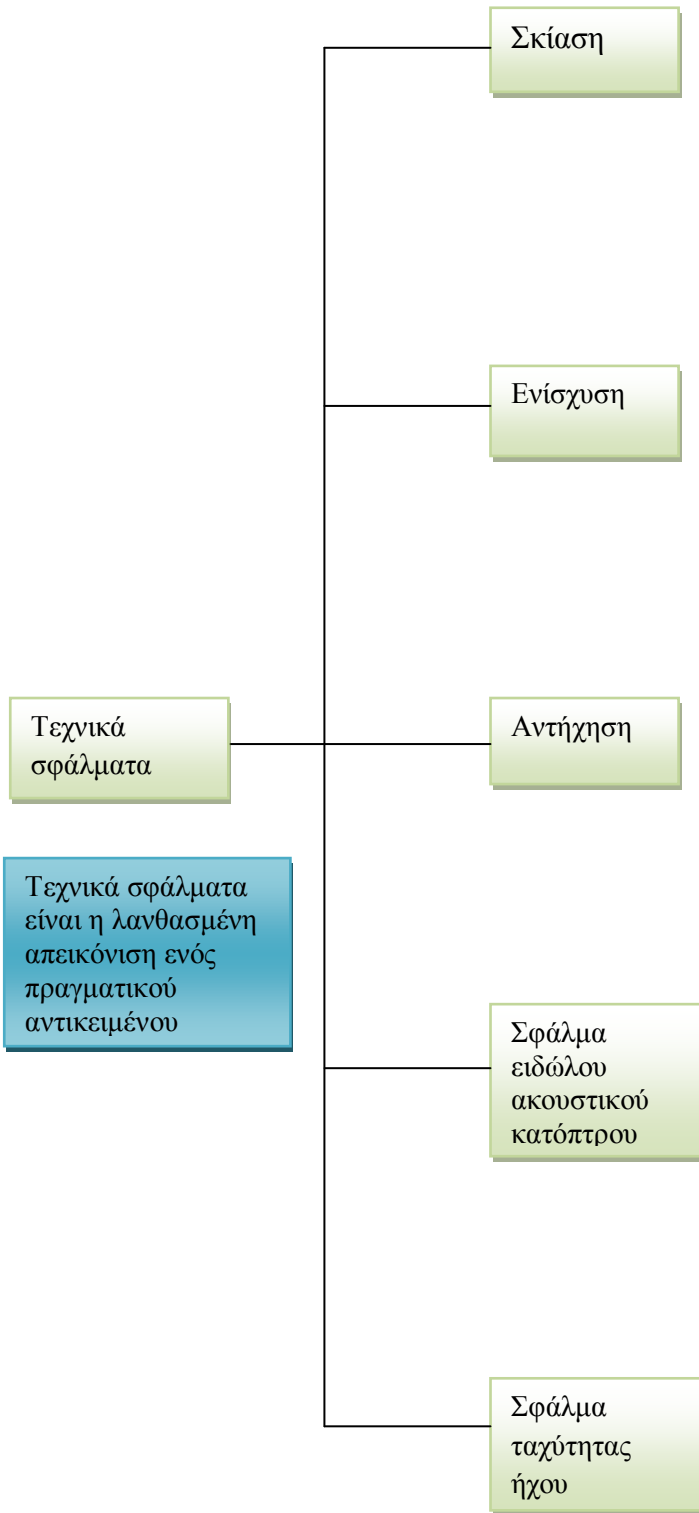 Σκίαση
Ενίσχυση
Τεχνικά
σφάλματα
Αντήχηση
Τεχνικά σφάλματα
είναι η λανθασμένη
απεικόνιση ενός
πραγματικού
αντικειμένου
Σφάλμα
ειδώλου
ακουστικού
κατόπτρου
Σφάλμα
ταχύτητας
ήχου